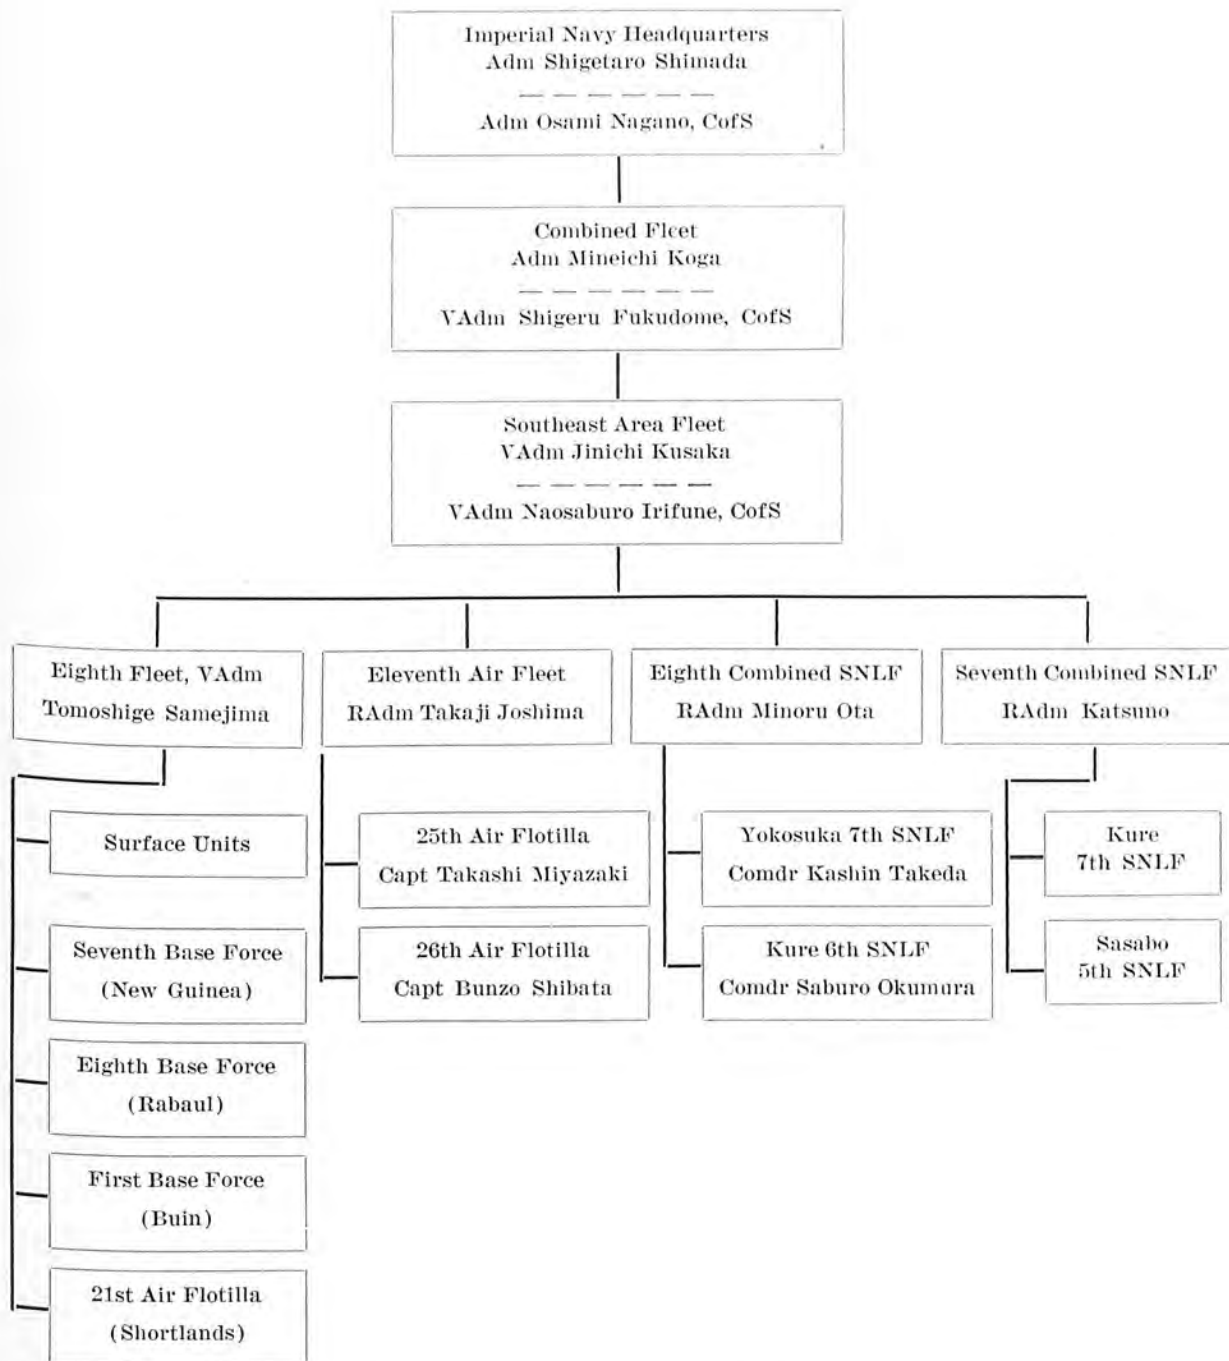 Imperial Navy Headquarters
Adm Shigetaro Shimada
— — — — — —
Adm Osami Nagano, CofS
Combined Fleet
Adm Mineichi Koga
— — — — — —
VAdm Shigeru Fukudome, CofS
Southeast Area Fleet
VAdm Jinichi Kusaka
— — — — — —
VAdm Naosaburo Irifune, CofS
Eighth Fleet, VAdm
Tomoshige Samejima
Eleventh Air Fleet
RAdm Takaji Joshima
Eighth Combined SNLF
RAdm Minoru Ota
Seventh Combined SNLF
RAdm Katsuno
Surface Units
Seventh Base Force
(New Guinea)
Eighth Base Force
(Rabaul)
First Base Force
(Buin)
21st Air Flotilla
(Shortlands)
25th Air Flotilla
Capt Takashi Miyazaki
26th Air Flotilla
Capt Bunzo Shibata
Yokosuka 7th SNLF
Comdr Kashin Takeda
Kure 6th SNLF
Comdr Saburo Okumura
Kure
7th SNLF
Sasabo
5th SNLF